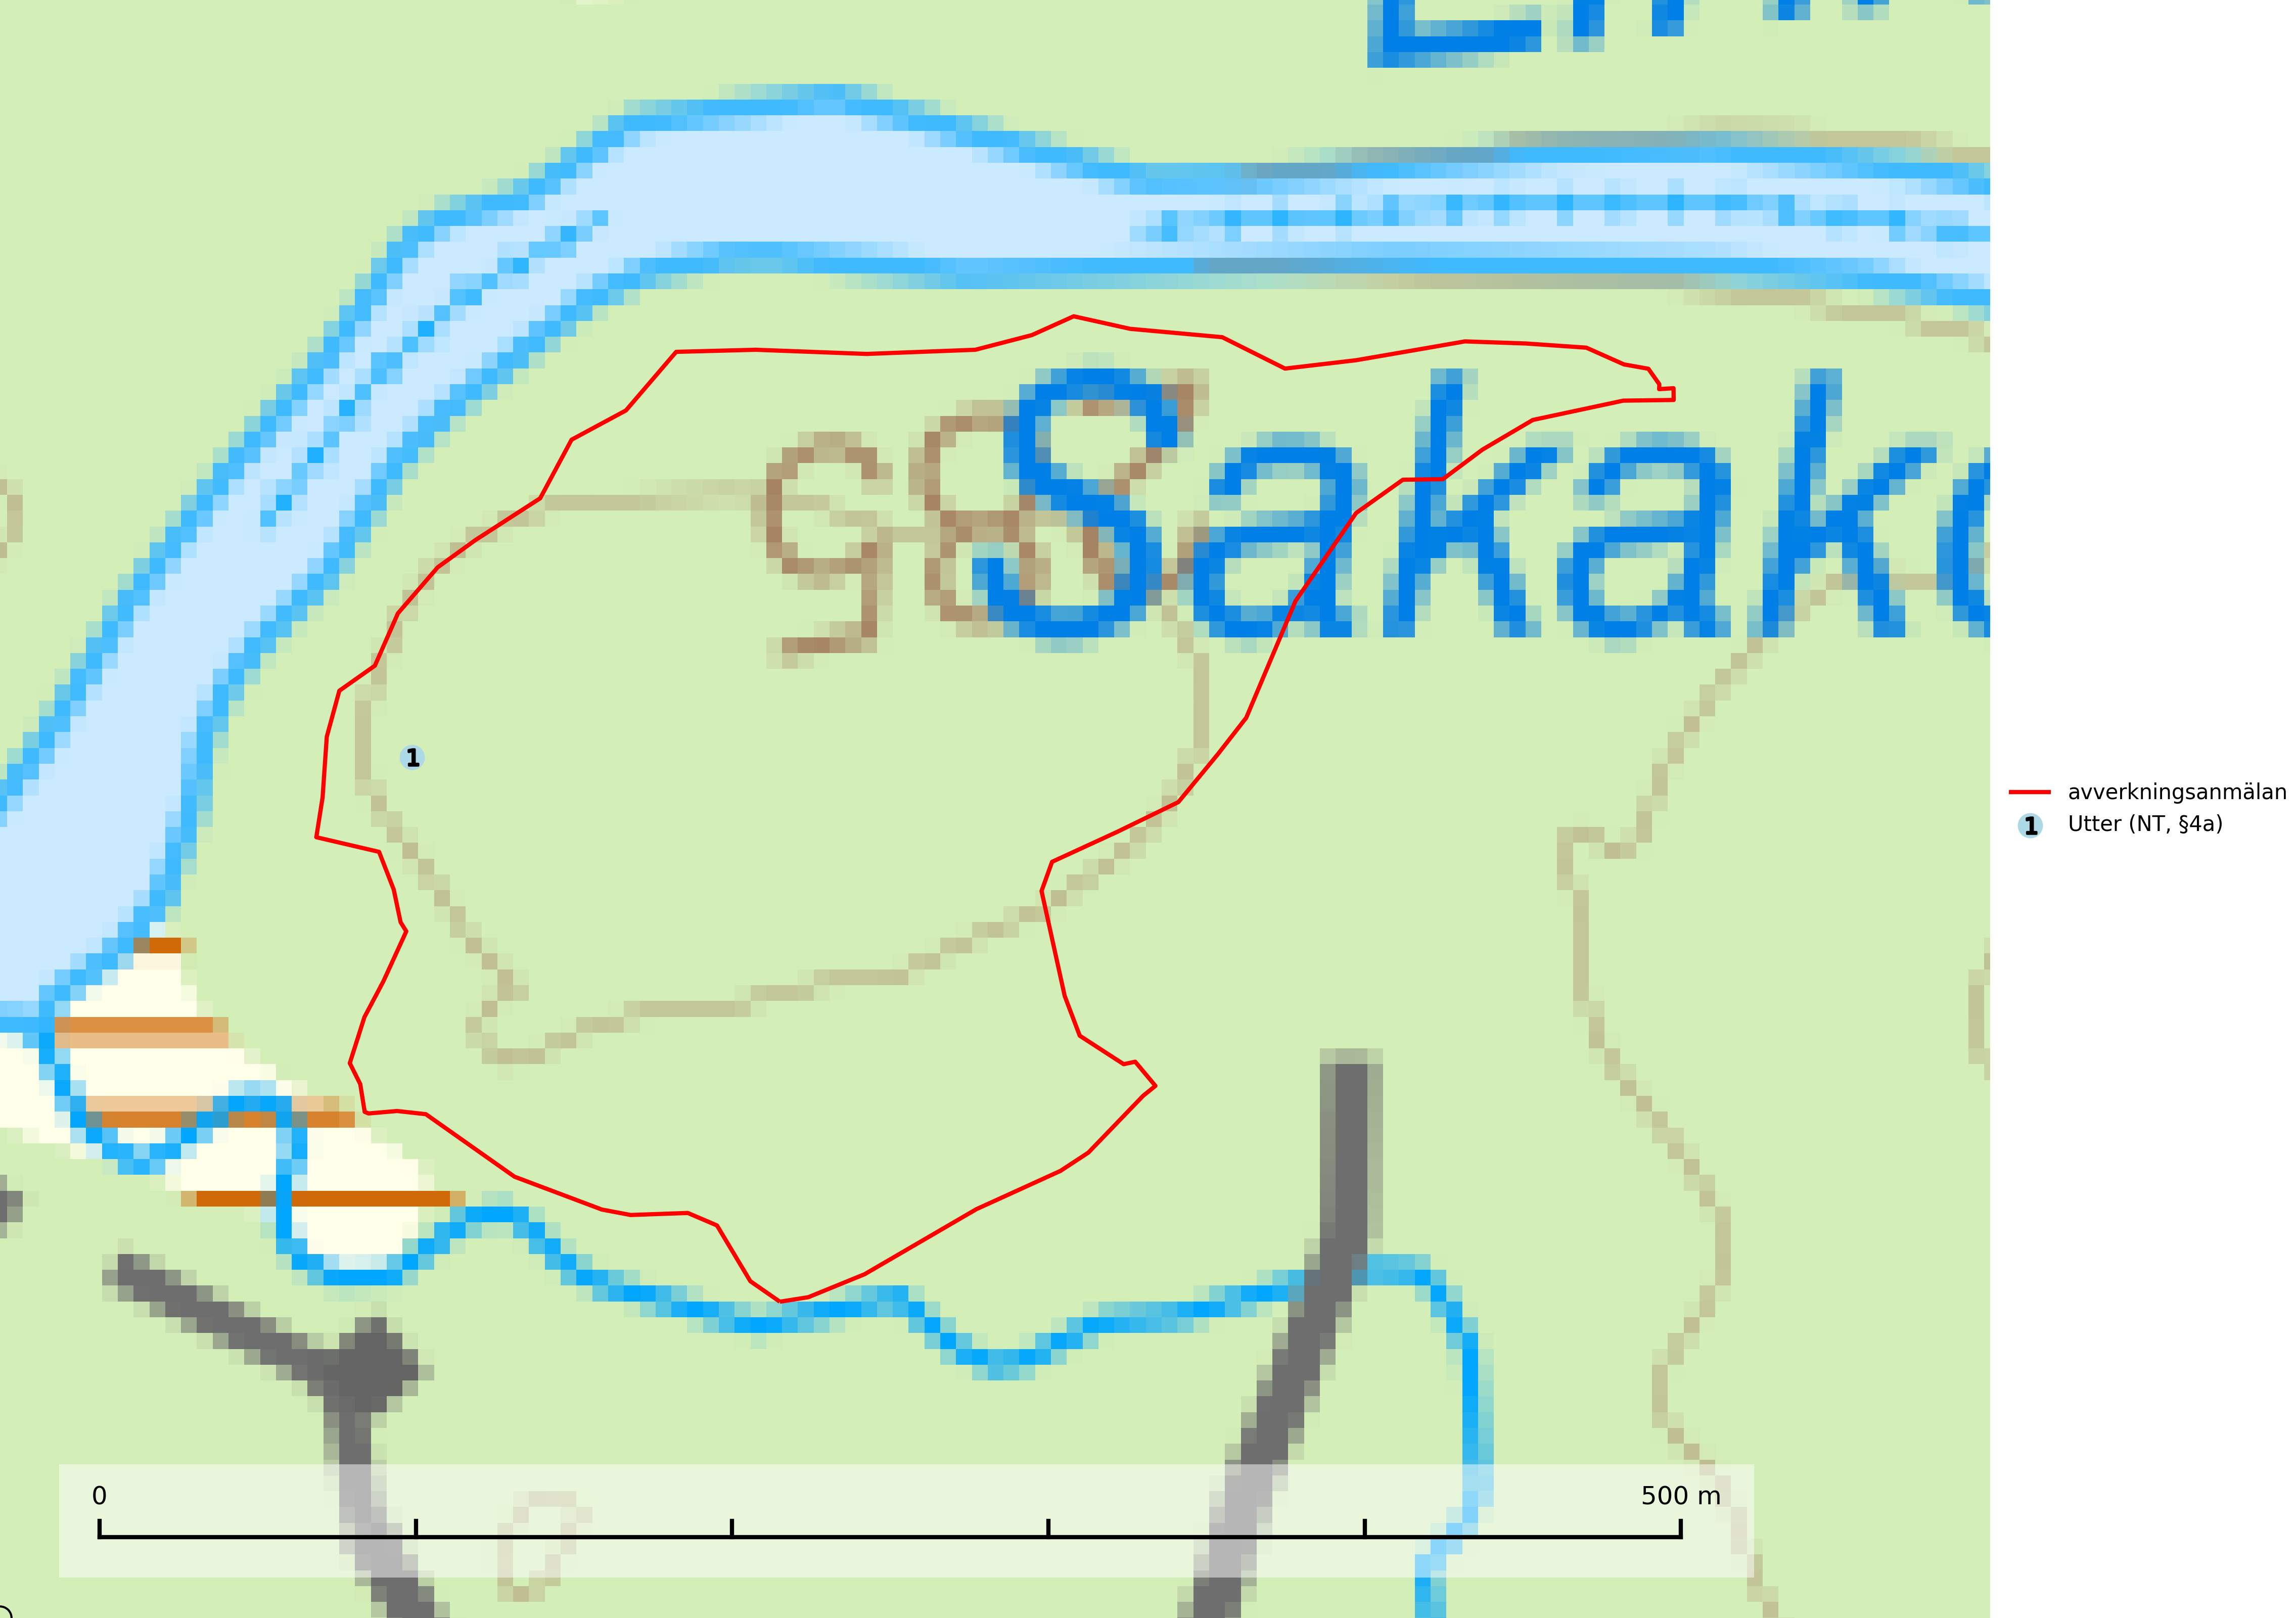 98
Sakak
1
avverkningsanmälan
1 Utter (NT, §4a)
0 500 m